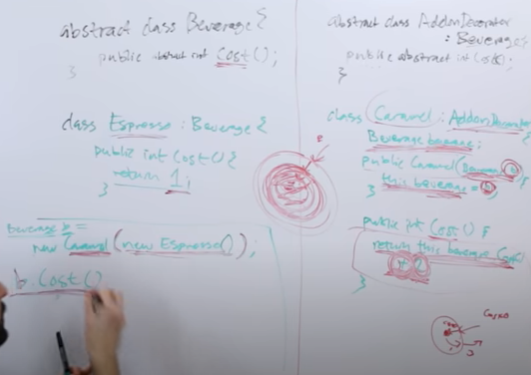 abstract class Beverage {
public abstract int Cost();
}
class Espresso : Beverage {
public int Cost() {
return 1;
}
Beverage b =
new Caramel (new Espresso());
b.Cost()
abstract class AddonDecorator
: Beverage {
public abstract int Cost();
}
class Caramel : AddonDecorator {
Beverage beverage;
public Caramel(Beverage b) {
this.beverage = b;
}
public int Cost() {
return this.beverage.Cost()
+ 2
}